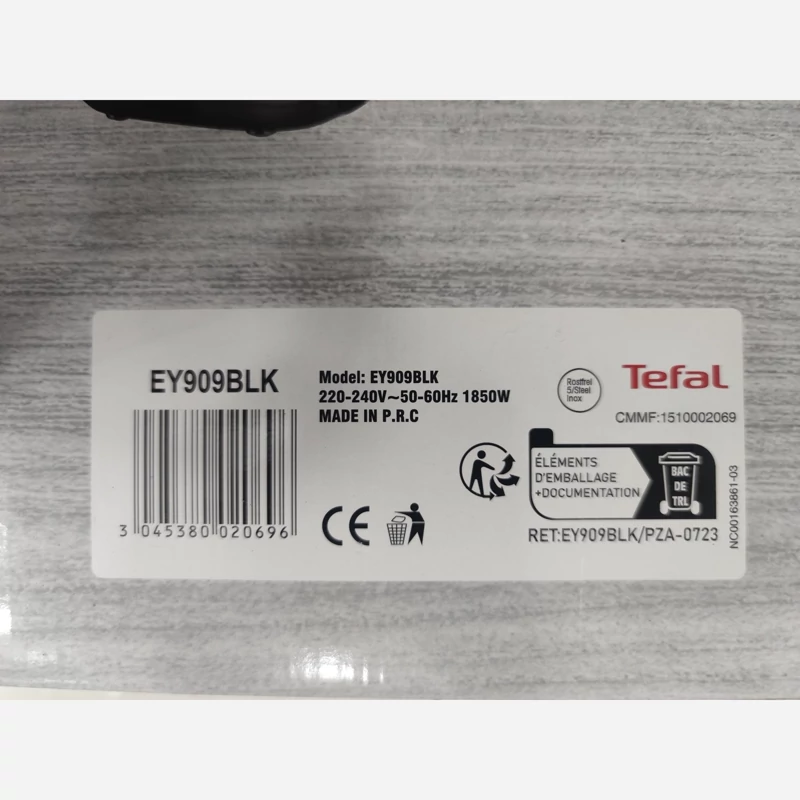 EY909BLK
3 045380 020696
Model: EY909BLK
220-240V~50-60Hz 1850W
MADE IN P.R.C
CE
Rostfrei
S/Steel
Inox
Tefal
CMMF:1510002069
ÉLÉMENTS
D'EMBALLAGE
+DOCUMENTATION
BAC
DE
TRI
RET:EY909BLK/PZA-0723
NC00163861-03